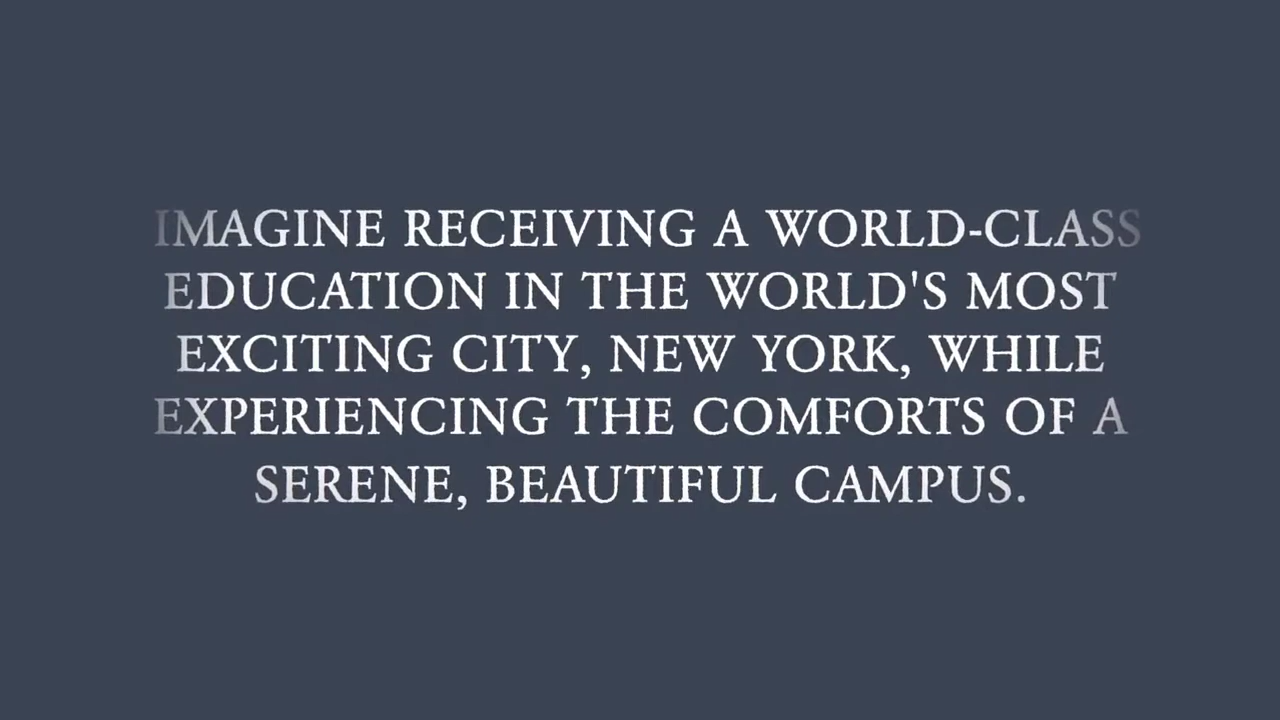 IMAGINE RECEIVING A WORLD-CLASS
EDUCATION IN THE WORLD'S MOST
EXCITING CITY, NEW YORK, WHILE
EXPERIENCING THE COMFORTS OF A
SERENE, BEAUTIFUL CAMPUS.